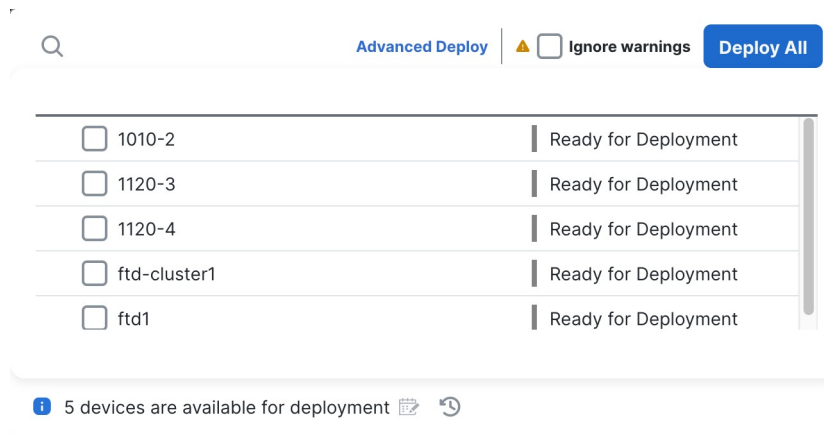 Advanced Deploy Ignore warnings Deploy All
1010-2 Ready for Deployment
1120-3 Ready for Deployment
1120-4 Ready for Deployment
ftd-cluster1 Ready for Deployment
ftd1 Ready for Deployment
5 devices are available for deployment